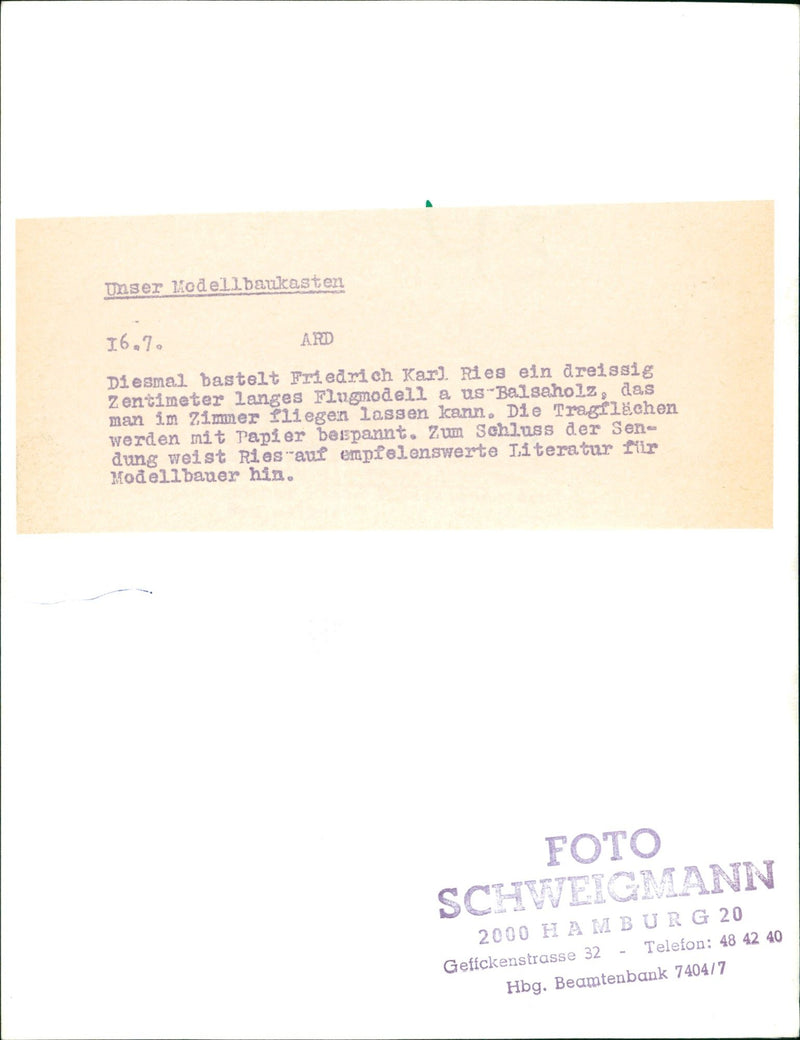 Unser Modellbaukasten
I6.7. ARD
Diesmal bastelt Friedrich Karl Ries ein dreissig
Zentimeter langes Flugmodell a us Balsaholz, das
man im Zimmer fliegen lassen kann. Die Tragflächen
werden mit Papier bespannt. Zum Schluss der Sen-
dung weist Ries auf empfelenswerte Literatur für
Modellbauer hin.
FOTO
SCHWEIGMANN
2000 HAMBURG 20
Geffckenstrasse 32 - Telefon: 48 42 40
Hbg. Beamtenbank 7404/7